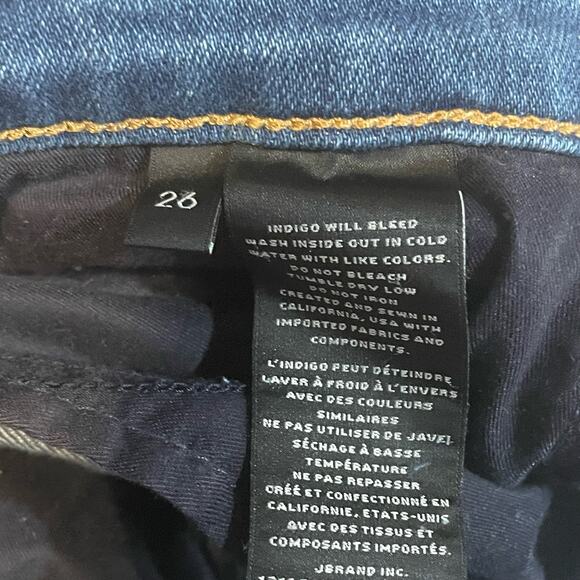 26
INDIGO WILL BLEED
WASH INSIDE OUT IN COLD
WATER WITH LIKE COLORS.
DO NOT BLEACH
TUMBLE DRY LOW
DO NOT IRON
CREATED AND SEWN IN
CALIFORNIA, USA WITH
IMPORTED FABRICS AND
COMPONENTS.
L'INDIGO PEUT DÉTEINDRE
LAVER À FROID À L'ENVERS
AVEC DES COULEURS
SIMILAIRES
NE PAS UTILISER DE JAVEL
SÉCHAGE À BASSE
TEMPÉRATURE
NE PAS REPASSER
CRÉÉ ET CONFECTIONNÉ EN
CALIFORNIE, ETATS-UNIS
AVEC DES TISSUS ET
COMPOSANTS IMPORTÉS.
JBRAND INC.